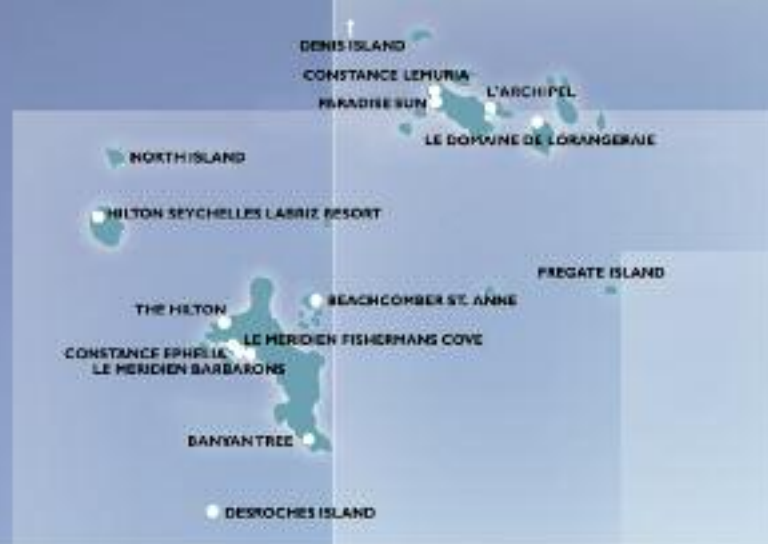 DENIS ISLAND
CONSTANCE LEMURIA
L'ARCHIPEL
PARADISE SUN
LE DOMAINE DE LORANGERAIE
NORTH ISLAND
HILTON SEYCHELLES LABRIZ RESORT
FREGATE ISLAND
BEACHCOMBER ST. ANNE
THE HILTON
LE MERIDIEN FISHERMANS COVE
CONSTANCE EPHELIA
LE MERIDIEN BARBARONS
BANYAN TREE
DESROCHES ISLAND